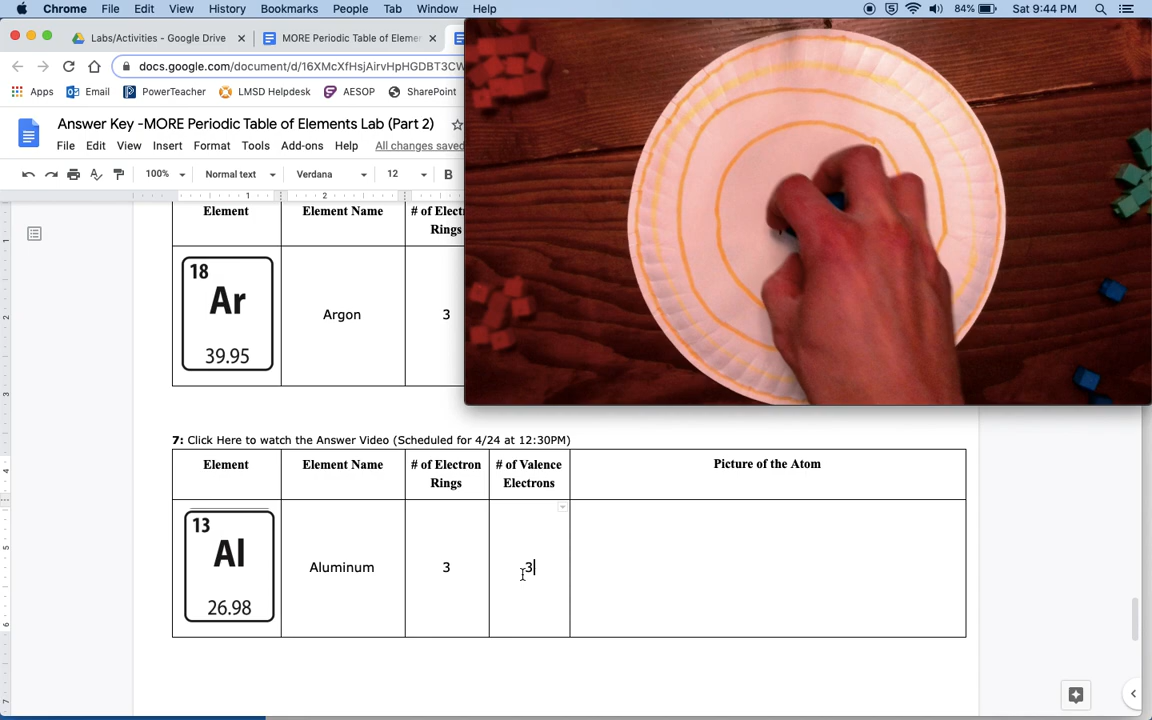 Chrome File Edit View History Bookmarks People Tab Window Help 84% Sat 9:44 PM
Labs/Activities - Google Drive MORE Periodic Table of Elemen
docs.google.com/document/d/16XMcXfHsjAirvHpHGDBT3CW
Apps Email PowerTeacher LMSD Helpdesk AESOP SharePoint
Answer Key -MORE Periodic Table of Elements Lab (Part 2)
File Edit View Insert Format Tools Add-ons Help All changes saved
100% Normal text Verdana 12 B
Element Element Name # of Electr
Rings
18
Ar
39.95
Argon 3
7: Click Here to watch the Answer Video (Scheduled for 4/24 at 12:30PM)
Element Element Name # of Electron Rings # of Valence Electrons Picture of the Atom
13
Al
26.98
Aluminum 3 3